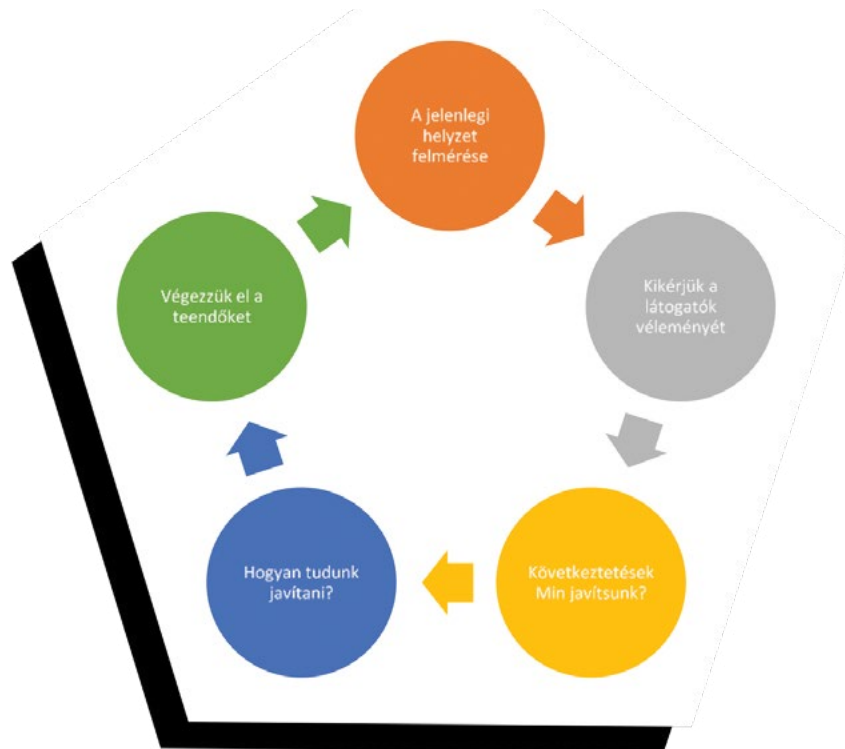 A jelenlegi
helyzet
felmérése
Kikérjük a
látogatók
véleményét
Következtetések
Min javítsunk?
Hogyan tudunk
javítani?
Végezzük el a
teendőket